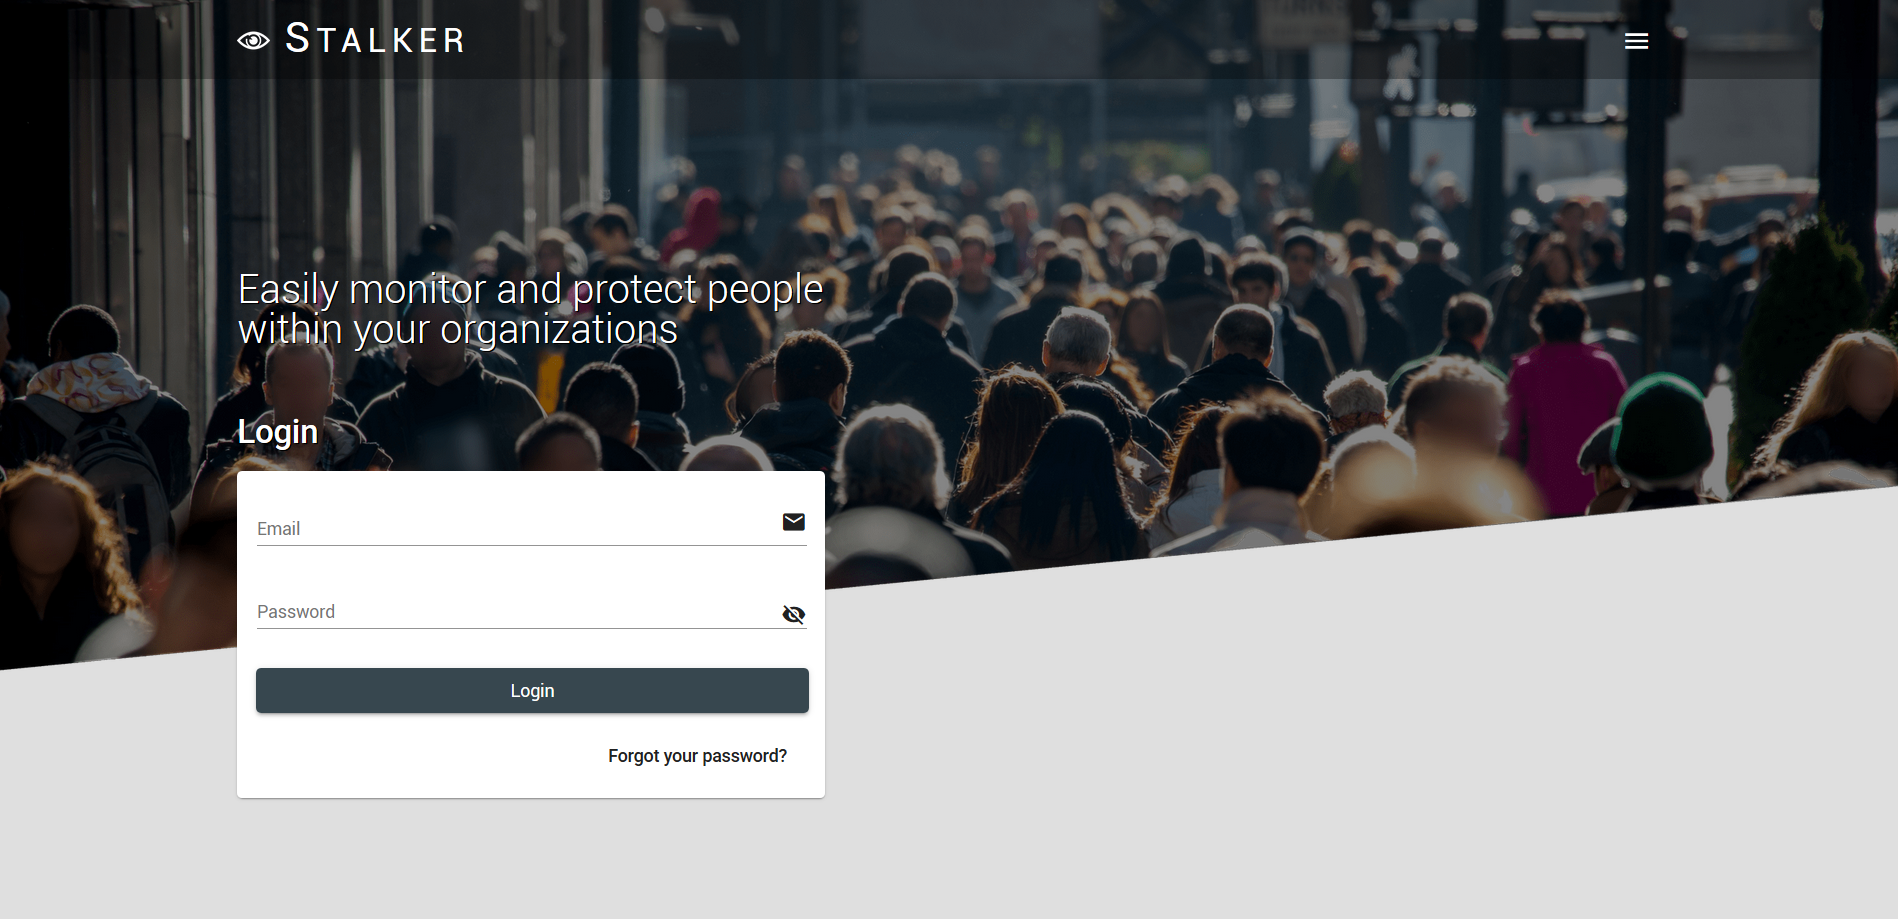 STALKER
Easily monitor and protect people
within your organizations
Login
Email
Password
Login
Forgot your password?